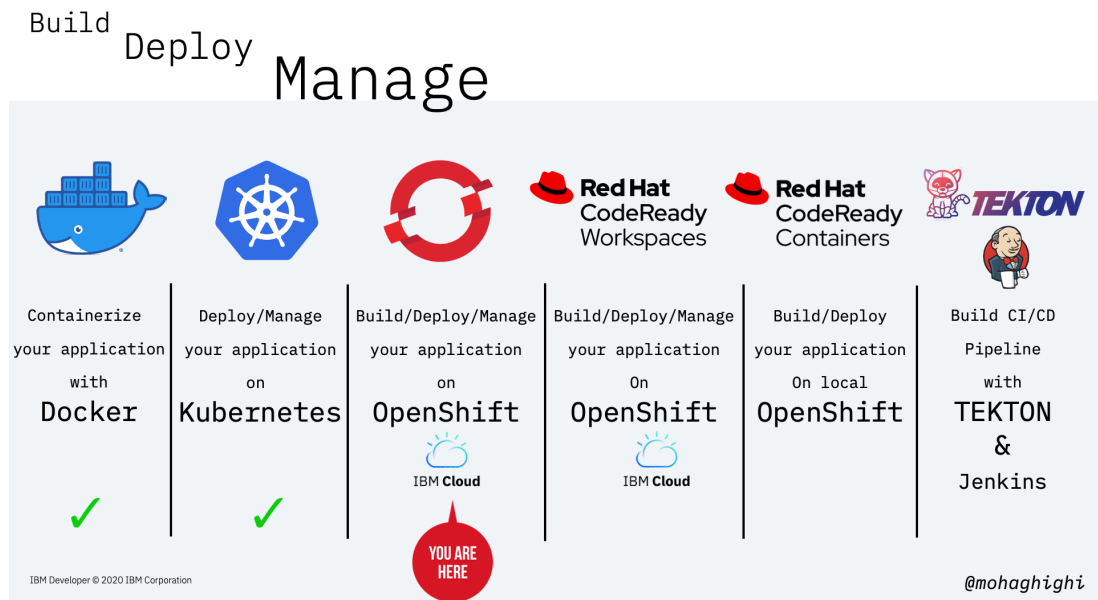 Build
Deploy
Manage
Red Hat
CodeReady
Workspaces
Red Hat
CodeReady
Containers
TEKTON
Containerize
your application
with
Docker
Deploy/Manage
your application
on
Kubernetes
Build/Deploy/Manage
your application
on
OpenShift
IBM Cloud
YOU ARE
HERE
Build/Deploy/Manage
your application
On
OpenShift
IBM Cloud
Build/Deploy
your application
On local
OpenShift
Build CI/CD
Pipeline
with
TEKTON
&
Jenkins
IBM Developer © 2020 IBM Corporation
@mohaghighi